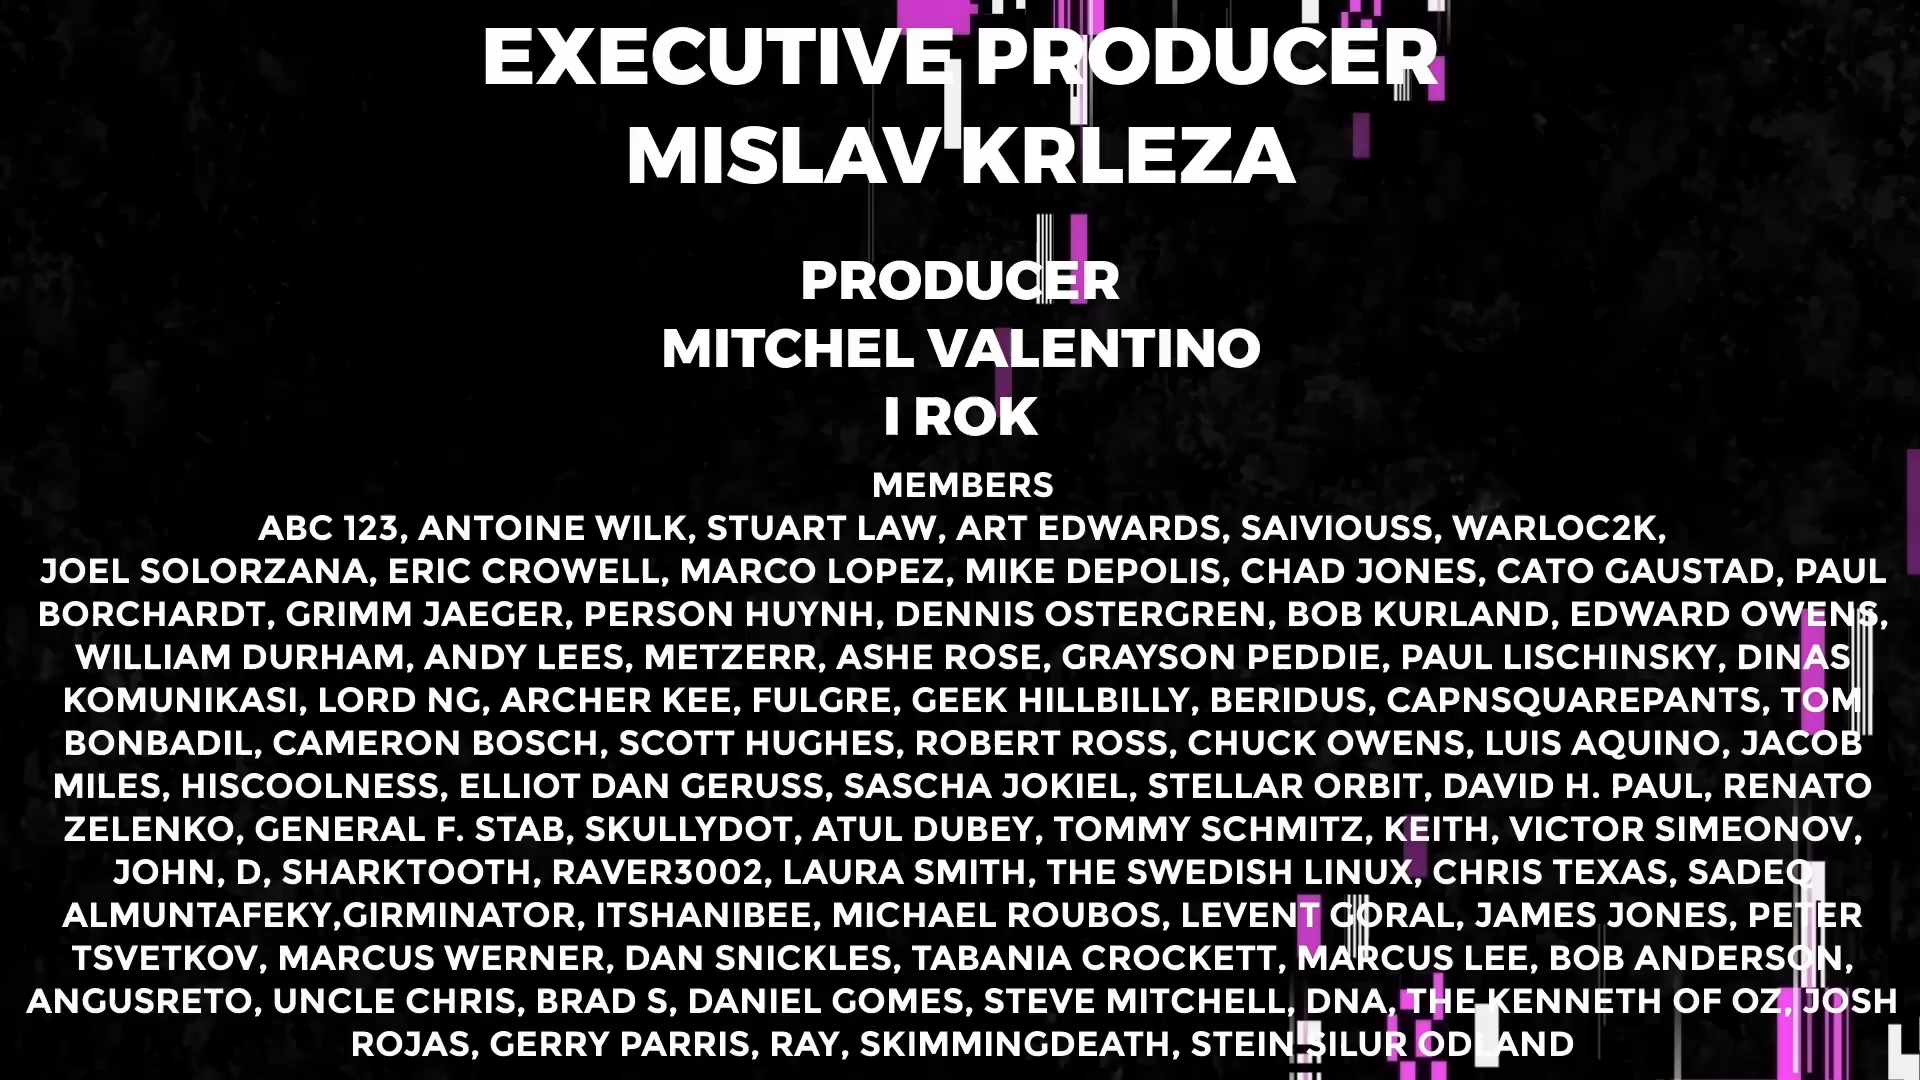 EXECUTIVE PRODUCER
MISLAV KRLEZA
PRODUCER
MITCHEL VALENTINO
I ROK
MEMBERS
ABC 123, ANTOINE WILK, STUART LAW, ART EDWARDS, SAIVIOUSS, WARLOC2K,
JOEL SOLORZANA, ERIC CROWELL, MARCO LOPEZ, MIKE DEPOLIS, CHAD JONES, CATO GAUSTAD, PAUL
BORCHARDT, GRIMM JAEGER, PERSON HUYNH, DENNIS OSTERGREN, BOB KURLAND, EDWARD OWENS,
WILLIAM DURHAM, ANDY LEES, METZERR, ASHE ROSE, GRAYSON PEDDIE, PAUL LISCHINSKY, DINAS
KOMUNIKASI, LORD NG, ARCHER KEE, FULGRE, GEEK HILLBILLY, BERIDUS, CAPNSQUAREPANTS, TOM
BONBADIL, CAMERON BOSCH, SCOTT HUGHES, ROBERT ROSS, CHUCK OWENS, LUIS AQUINO, JACOB
MILES, HISCOOLNESS, ELLIOT DAN GERUSS, SASCHA JOKIEL, STELLAR ORBIT, DAVID H. PAUL, RENATO
ZELENKO, GENERAL F. STAB, SKULLYDOT, ATUL DUBEY, TOMMY SCHMITZ, KEITH, VICTOR SIMEONOV,
JOHN, D, SHARKTOOTH, RAVER3002, LAURA SMITH, THE SWEDISH LINUX, CHRIS TEXAS, SADEQ
ALMUNTAFEKY,GIRMINATOR, ITSHANIBEE, MICHAEL ROUBOS, LEVENT GORAL, JAMES JONES, PETER
TSVETKOV, MARCUS WERNER, DAN SNICKLES, TABANIA CROCKETT, MARCUS LEE, BOB ANDERSON,
ANGUSRETO, UNCLE CHRIS, BRAD S, DANIEL GOMES, STEVE MITCHELL, DNA, THE KENNETH OF OZ, JOSH
ROJAS, GERRY PARRIS, RAY, SKIMMINGDEATH, STEIN SILUR ODLAND